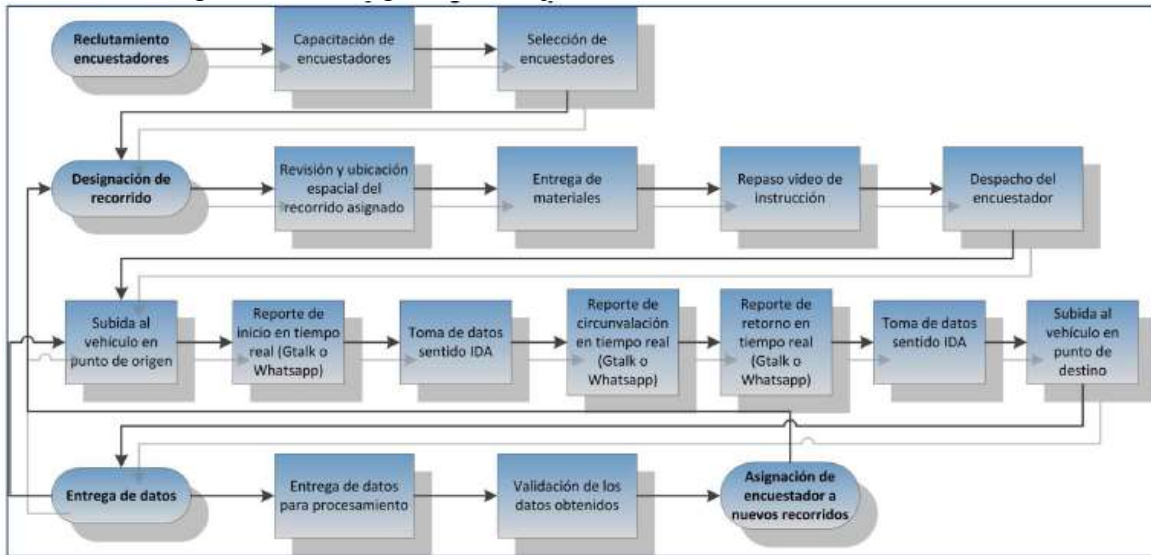 Reclutamiento
encuestadores
Capacitación de
encuestadores
Selección de
encuestadores
Designación de
recorrido
Revisión y ubicación
espacial del
recorrido asignado
Entrega de
materiales
Repaso video de
instrucción
Despacho del
encuestador
Subida al
vehículo en
punto de origen
Reporte de
inicio en tiempo
real (Gtalk o
Whatsapp)
Toma de datos
sentido IDA
Reporte de
circunvalación
en tiempo real
(Gtalk o
Whatsapp)
Reporte de
retorno en
tiempo real
(Gtalk o
Whatsapp)
Toma de datos
sentido IDA
Subida al
vehículo en
punto de
destino
Entrega de datos
Entrega de datos
para procesamiento
Validación de los
datos obtenidos
Asignación de
encuestador a
nuevos recorridos